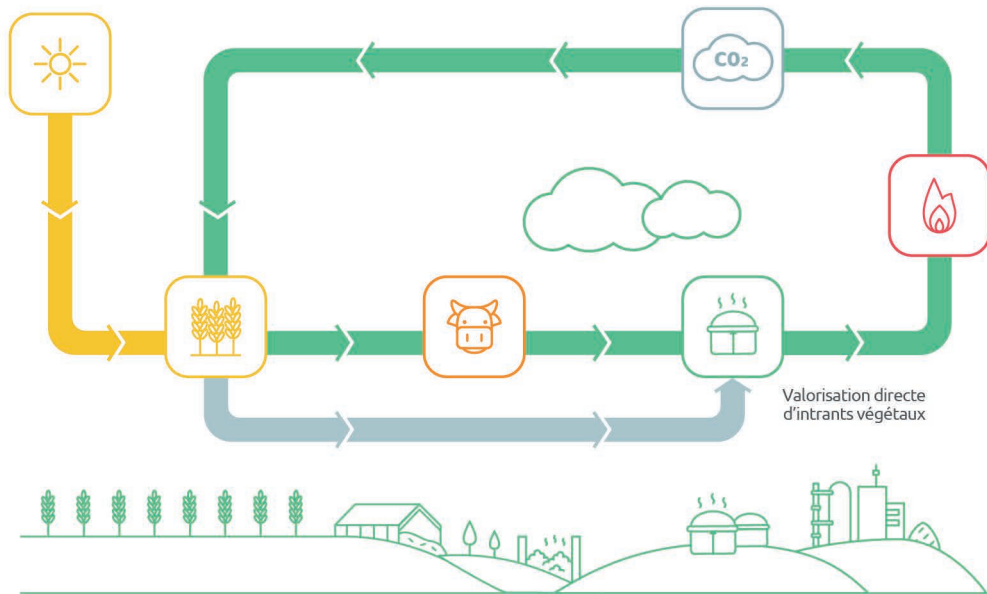 CO₂
Valorisation directe
d'intrants végétaux